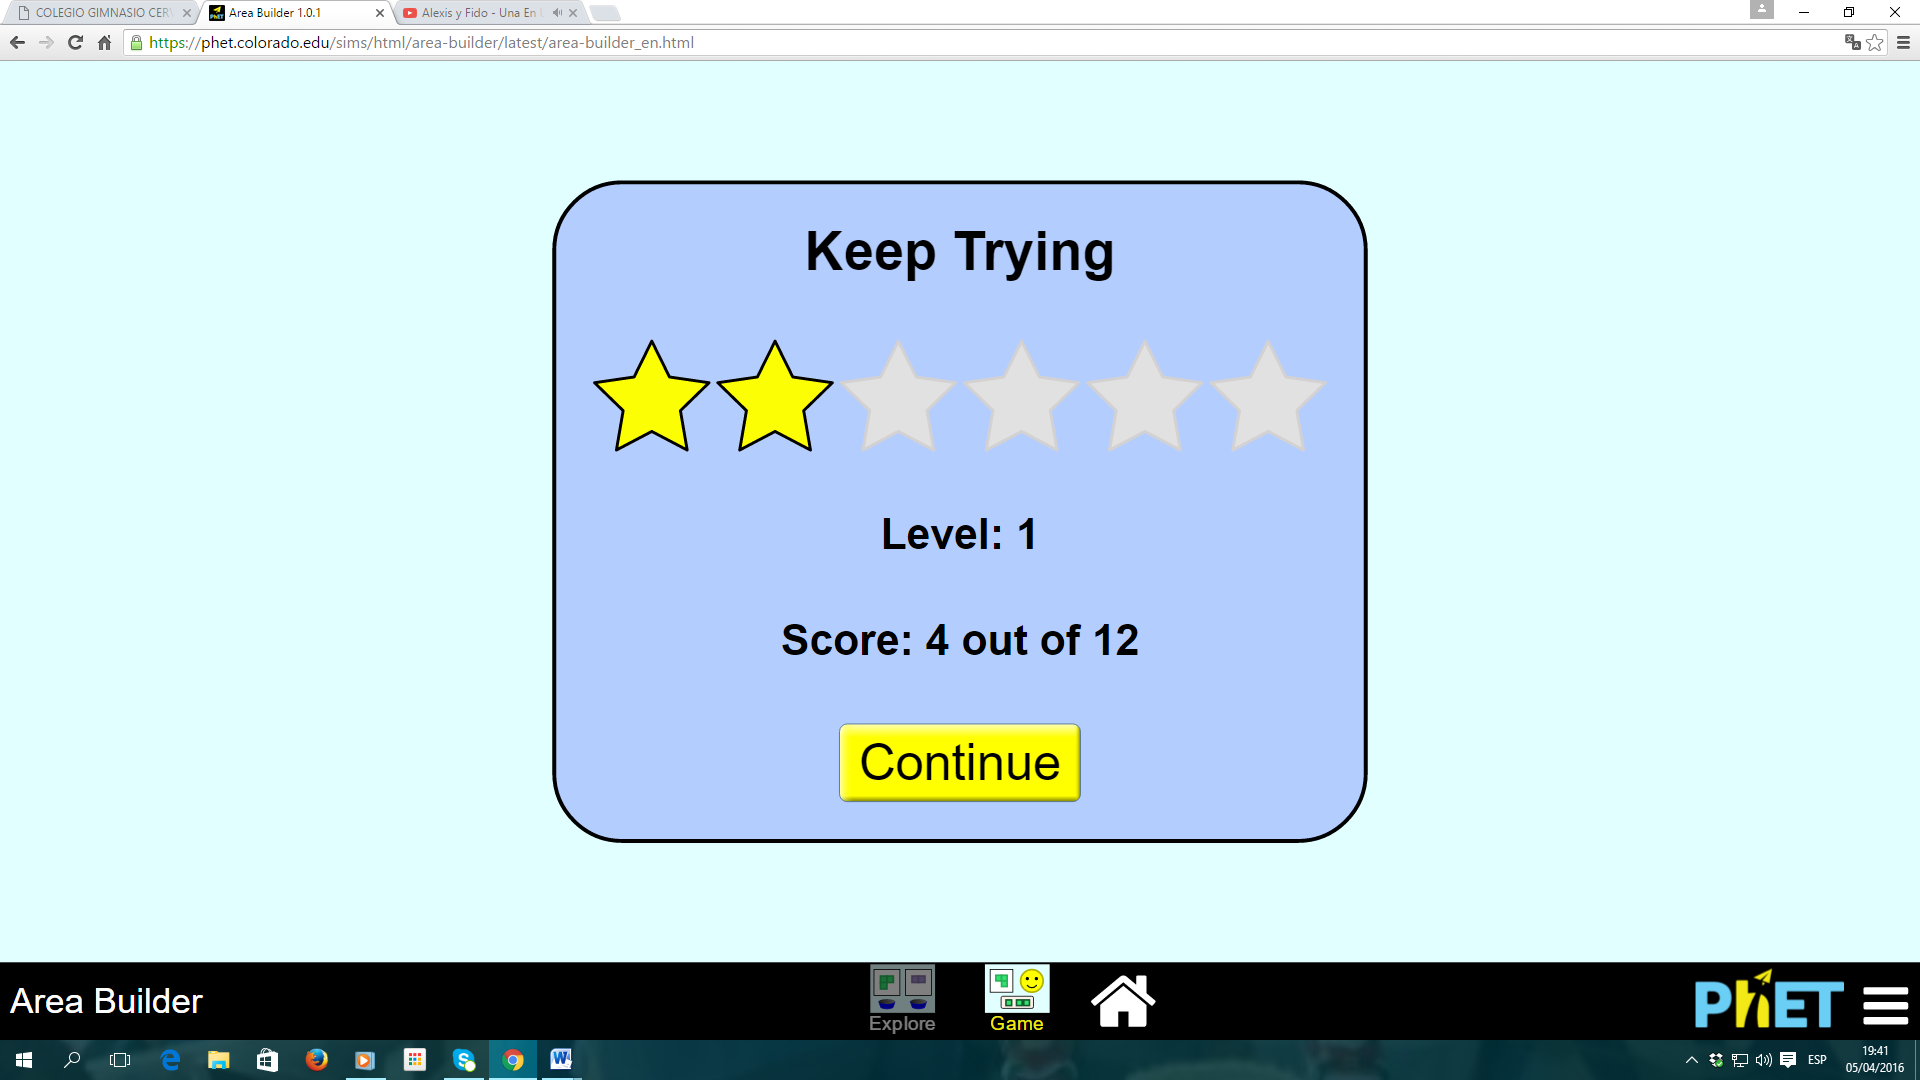 COLEGIO GIMNASIO CER
Area Builder 1.0.1
Alexis y Fido - Una En
https://phet.colorado.edu/sims/html/area-builder/latest/area-builder_en.html
Keep Trying
Level: 1
Score: 4 out of 12
Continue
Area Builder
Explore
Game
PhET
ESP
19:41
05/04/2016